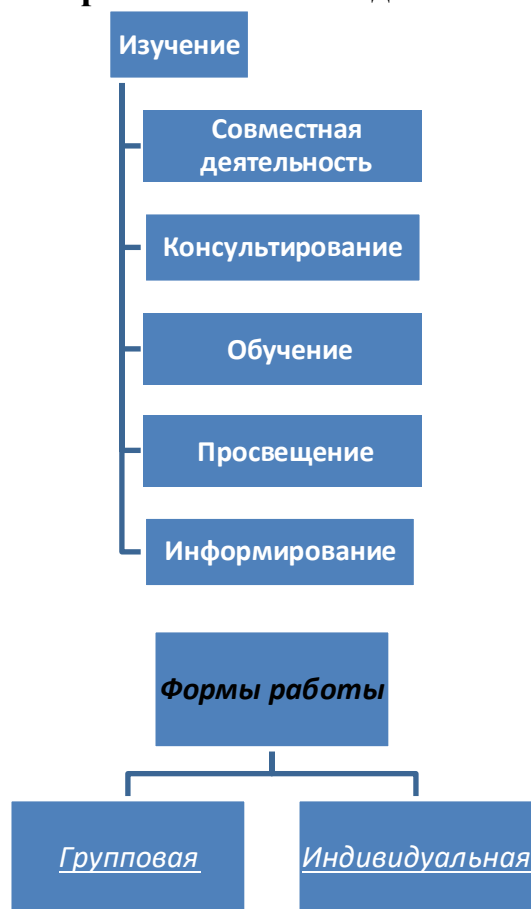 Изучение
Совместная
деятельность
Консультирование
Обучение
Просвещение
Информирование
Формы работы
Групповая
Индивидуальная